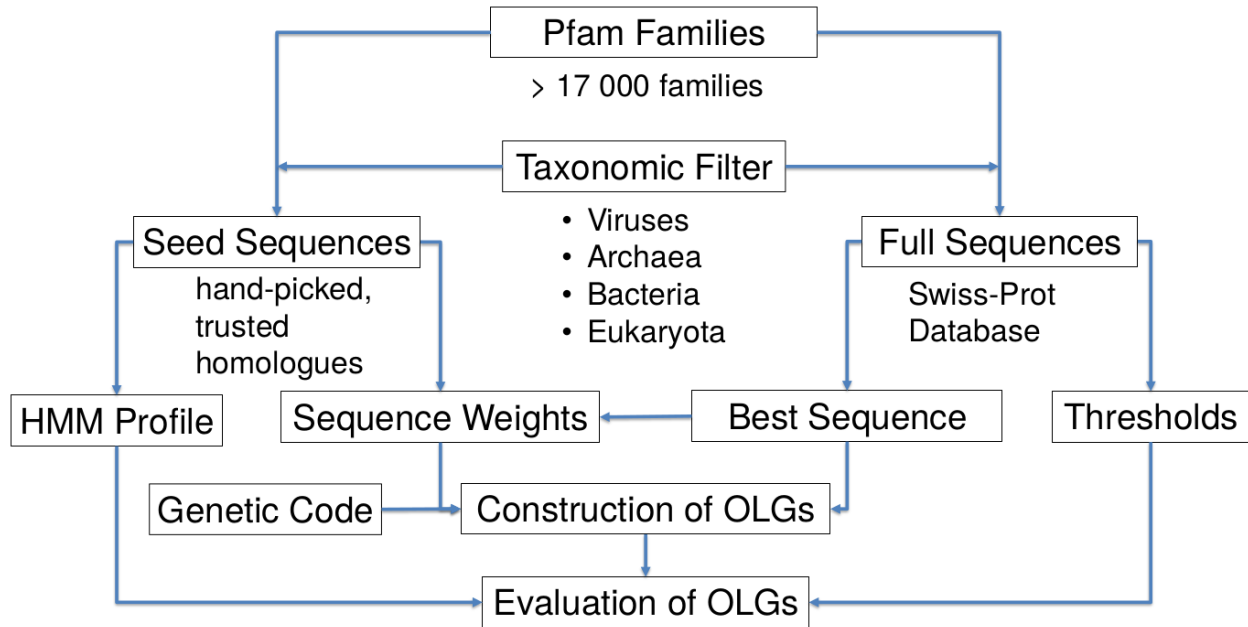 Pfam Families
> 17 000 families
Taxonomic Filter
• Viruses
• Archaea
• Bacteria
• Eukaryota
Seed Sequences
hand-picked,
trusted
homologues
Full Sequences
Swiss-Prot
Database
HMM Profile
Sequence Weights
Best Sequence
Thresholds
Genetic Code
Construction of OLGs
Evaluation of OLGs